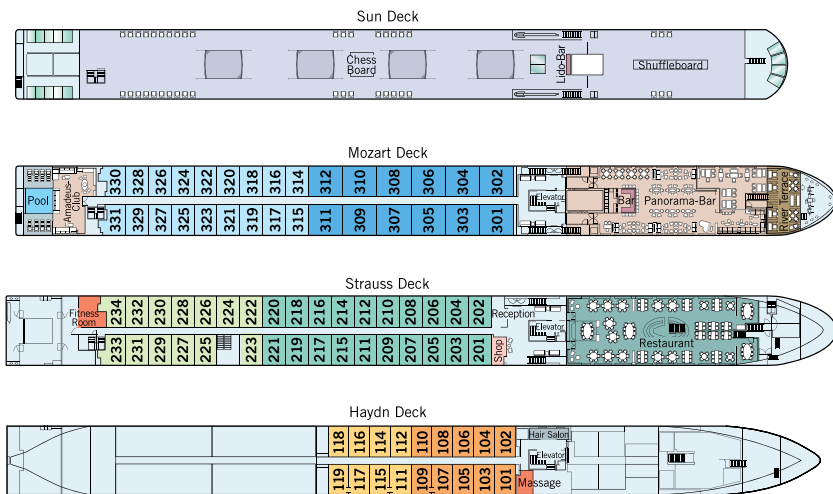 Sun Deck
Chess
Board
Lido-Bar
Shuffleboard
Mozart Deck
330 328 326 324 322 320 318 316 314 312 310 308 306 304 302
Pool
Amadeus-
Club
Elevator
Bar
Panorama-Bar
River Terrace
331 329 327 325 323 321 319 317 315 311 309 307 305 303 301
Strauss Deck
Fitness
Room
234 232 230 228 226 224 222 220 218 216 214 212 210 208 206 204 202
Reception
Elevator
Restaurant
233 231 229 227 225 223 221 219 217 215 211 209 207 205 203 201
Shop
Haydn Deck
118 116 114 112 110 108 106 104 102
Hair Salon
Elevator
119 117 115 111 109 107 105 103 101
Massage